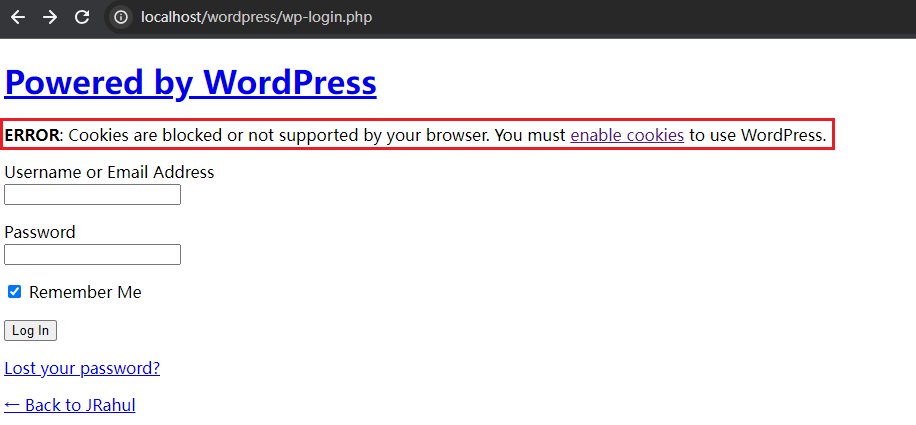 localhost/wordpress/wp-login.php
Powered by WordPress
ERROR: Cookies are blocked or not supported by your browser. You must enable cookies to use WordPress.
Username or Email Address
Password
Remember Me
Log In
Lost your password?
← Back to JRahul